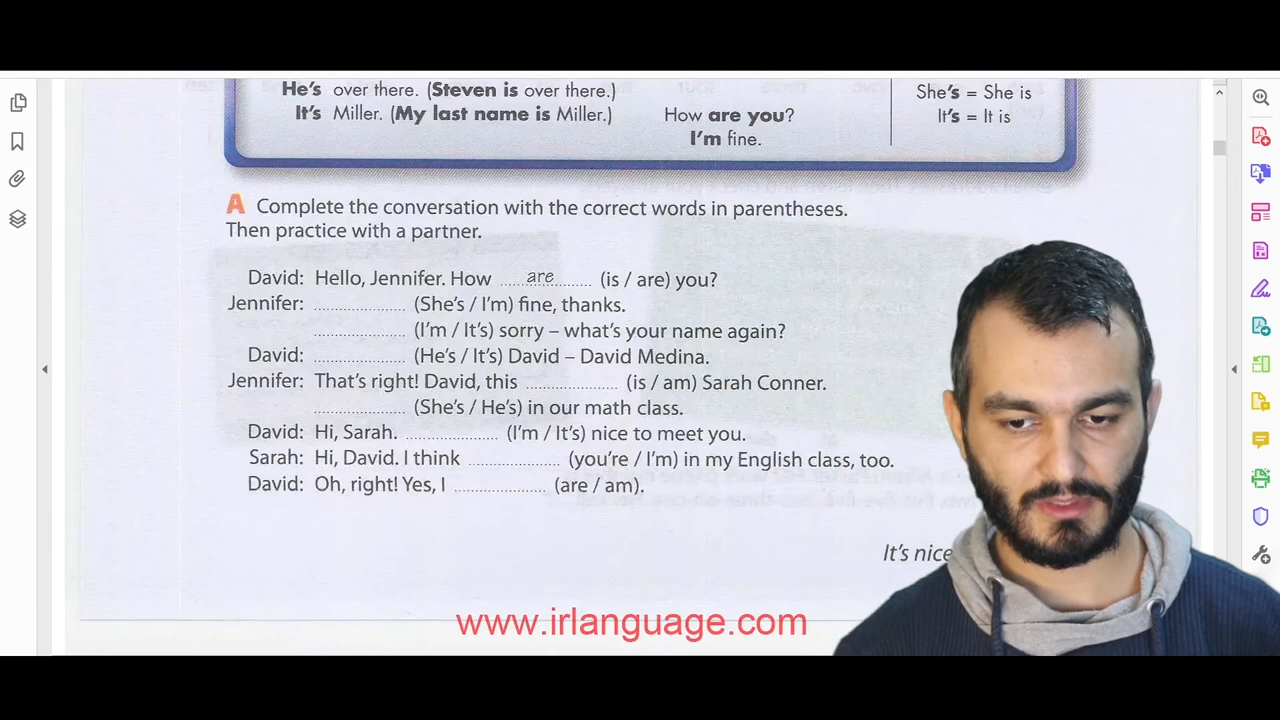 He's over there. (Steven is over there.)
It's Miller. (My last name is Miller.)
How are you?
I'm fine.
She's = She is
It's = It is
A Complete the conversation with the correct words in parentheses.
Then practice with a partner.
David: Hello, Jennifer. How are (is / are) you?
Jennifer: .................... (She's / I'm) fine, thanks.
.................... (I'm / It's) sorry – what's your name again?
David: .................... (He's / It's) David – David Medina.
Jennifer: That's right! David, this .................... (is / am) Sarah Conner.
.................... (She's / He's) in our math class.
David: Hi, Sarah. .................... (I'm / It's) nice to meet you.
Sarah: Hi, David. I think .................... (you're / I'm) in my English class, too.
David: Oh, right! Yes, I .................... (are / am).
It's nice
www.irlanguage.com